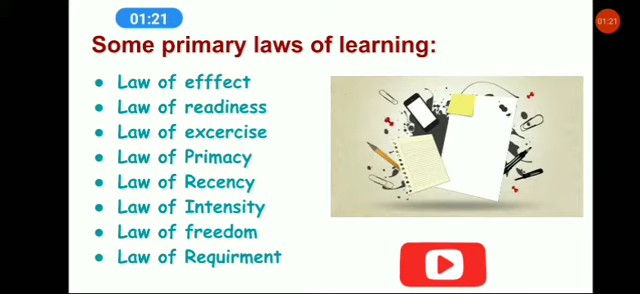 01:21
01:21
Some primary laws of learning:
Law of efffect
Law of readiness
Law of excercise
Law of Primacy
Law of Recency
Law of Intensity
Law of freedom
Law of Requirment